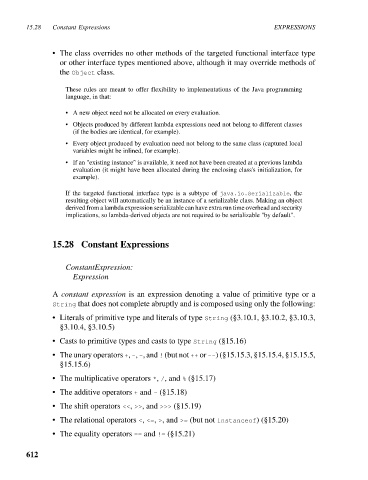 15.28 Constant Expressions EXPRESSIONS
• The class overrides no other methods of the targeted functional interface type
or other interface types mentioned above, although it may override methods of
the Object class.
These rules are meant to offer flexibility to implementations of the Java programming
language, in that:
• A new object need not be allocated on every evaluation.
• Objects produced by different lambda expressions need not belong to different classes
(if the bodies are identical, for example).
• Every object produced by evaluation need not belong to the same class (captured local
variables might be inlined, for example).
• If an "existing instance" is available, it need not have been created at a previous lambda
evaluation (it might have been allocated during the enclosing class's initialization, for
example).
If the targeted functional interface type is a subtype of java.io.Serializable, the
resulting object will automatically be an instance of a serializable class. Making an object
derived from a lambda expression serializable can have extra run time overhead and security
implications, so lambda-derived objects are not required to be serializable "by default".
15.28 Constant Expressions
ConstantExpression:
Expression
A constant expression is an expression denoting a value of primitive type or a
String that does not complete abruptly and is composed using only the following:
• Literals of primitive type and literals of type String (§3.10.1, §3.10.2, §3.10.3,
§3.10.4, §3.10.5)
• Casts to primitive types and casts to type String (§15.16)
• The unary operators +, -, ~, and ! (but not ++ or --) (§15.15.3, §15.15.4, §15.15.5,
§15.15.6)
• The multiplicative operators *, /, and % (§15.17)
• The additive operators + and - (§15.18)
• The shift operators <<, >>, and >>> (§15.19)
• The relational operators <, <=, >, and >= (but not instanceof) (§15.20)
• The equality operators == and != (§15.21)
612